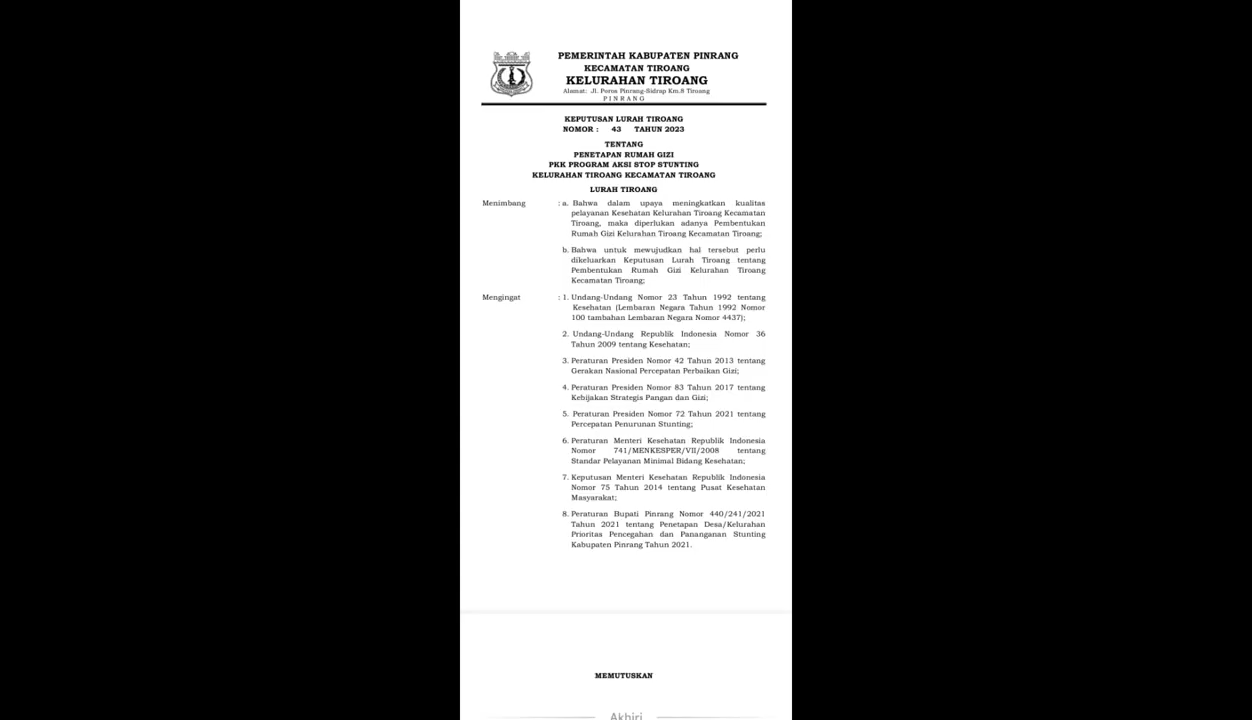 PEMERINTAH KABUPATEN PINRANG
KECAMATAN TIROANG
KELURAHAN TIROANG
Alamat: Jl. Poros Pinrang-Sidrap Km.8 Tiroang
P I N R A N G
KEPUTUSAN LURAH TIROANG
NOMOR : 43 TAHUN 2023
TENTANG
PENETAPAN RUMAH GIZI
PKK PROGRAM AKSI STOP STUNTING
KELURAHAN TIROANG KECAMATAN TIROANG
LURAH TIROANG
Menimbang : a. Bahwa dalam upaya meningkatkan kualitas
pelayanan Kesehatan Kelurahan Tiroang Kecamatan
Tiroang, maka diperlukan adanya Pembentukan
Rumah Gizi Kelurahan Tiroang Kecamatan Tiroang;
b. Bahwa untuk mewujudkan hal tersebut perlu
dikeluarkan Keputusan Lurah Tiroang tentang
Pembentukan Rumah Gizi Kelurahan Tiroang
Kecamatan Tiroang;
Mengingat : 1. Undang-Undang Nomor 23 Tahun 1992 tentang
Kesehatan (Lembaran Negara Tahun 1992 Nomor
100 tambahan Lembaran Negara Nomor 4437);
2. Undang-Undang Republik Indonesia Nomor 36
Tahun 2009 tentang Kesehatan;
3. Peraturan Presiden Nomor 42 Tahun 2013 tentang
Gerakan Nasional Percepatan Perbaikan Gizi;
4. Peraturan Presiden Nomor 83 Tahun 2017 tentang
Kebijakan Strategis Pangan dan Gizi;
5. Peraturan Presiden Nomor 72 Tahun 2021 tentang
Percepatan Penurunan Stunting;
6. Peraturan Menteri Kesehatan Republik Indonesia
Nomor 741/MENKESPER/VII/2008 tentang
Standar Pelayanan Minimal Bidang Kesehatan;
7. Keputusan Menteri Kesehatan Republik Indonesia
Nomor 75 Tahun 2014 tentang Pusat Kesehatan
Masyarakat;
8. Peraturan Bupati Pinrang Nomor 440/241/2021
Tahun 2021 tentang Penetapan Desa/Kelurahan
Prioritas Pencegahan dan Pananganan Stunting
Kabupaten Pinrang Tahun 2021.
MEMUTUSKAN
Akhiri